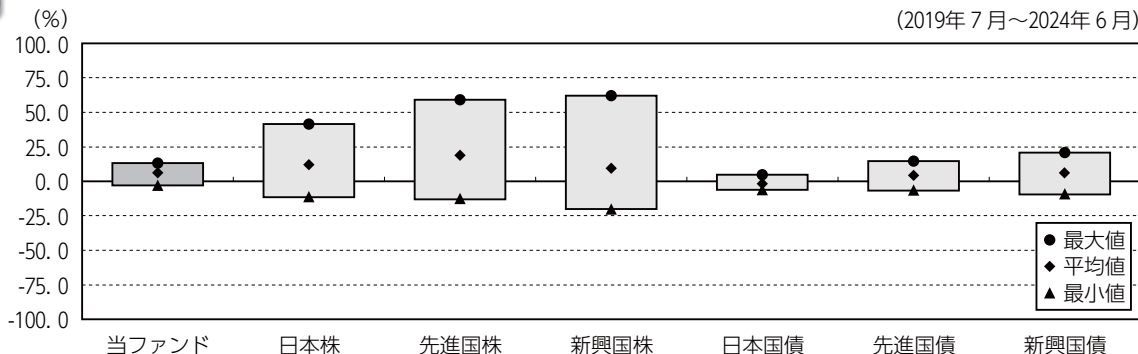 (%)
(2019年7月～2024年6月)
100.0
75.0
50.0
25.0
0.0
-25.0
-50.0
-75.0
-100.0
● 最大値
◆ 平均値
▲ 最小値
当ファンド 日本株 先進国株 新興国株 日本国債 先進国債 新興国債